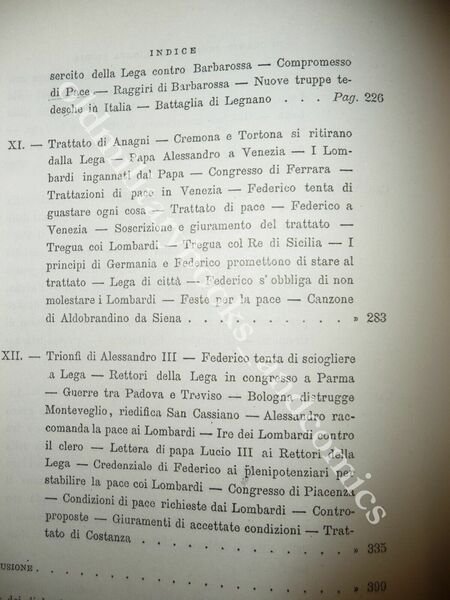 INDICE
sercito della Lega contro Barbarossa — Compromesso
di Pace — Raggiri di Barbarossa — Nuove truppe te-
desche in Italia — Battaglia di Legnano . . . Pag. 226
XI. — Trattato di Anagni — Cremona e Tortona si ritirano
dalla Lega — Papa Alessandro a Venezia — I Lom-
bardi ingannati dal Papa — Congresso di Ferrara —
Trattazioni di pace in Venezia — Federico tenta di
guastare ogni cosa — Trattato di pace — Federico a
Venezia — Soscrizione e giuramento del trattato —
Tregua coi Lombardi — Tregua col Re di Sicilia — I
principi di Germania e Federico promettono di stare al
trattato — Lega di città — Federico s' obbliga di non
molestare i Lombardi — Feste per la pace — Canzone
di Aldobrandino da Siena . . . . . . . . . . » 283
XII. — Trionfi di Alessandro III — Federico tenta di sciogliere
a Lega — Rettori della Lega in congresso a Parma
— Guerre tra Padova e Treviso — Bologna distrugge
Monteveglio, riedifica San Cassiano — Alessandro rac-
comanda la pace ai Lombardi — Ire dei Lombardi contro
il clero — Lettera di papa Lucio III ai Rettori della
Lega — Credenziale di Federico ai plenipotenziari per
stabilire la pace coi Lombardi — Congresso di Piacenza
— Condizioni di pace richieste dai Lombardi — Contro-
proposte — Giuramenti di accettate condizioni — Trat-
tato di Costanza . . . . . . . . . . . . » 335
USIONE . . . . . . . . . . . . . . » 399
oldmilitarybooks_andcomics